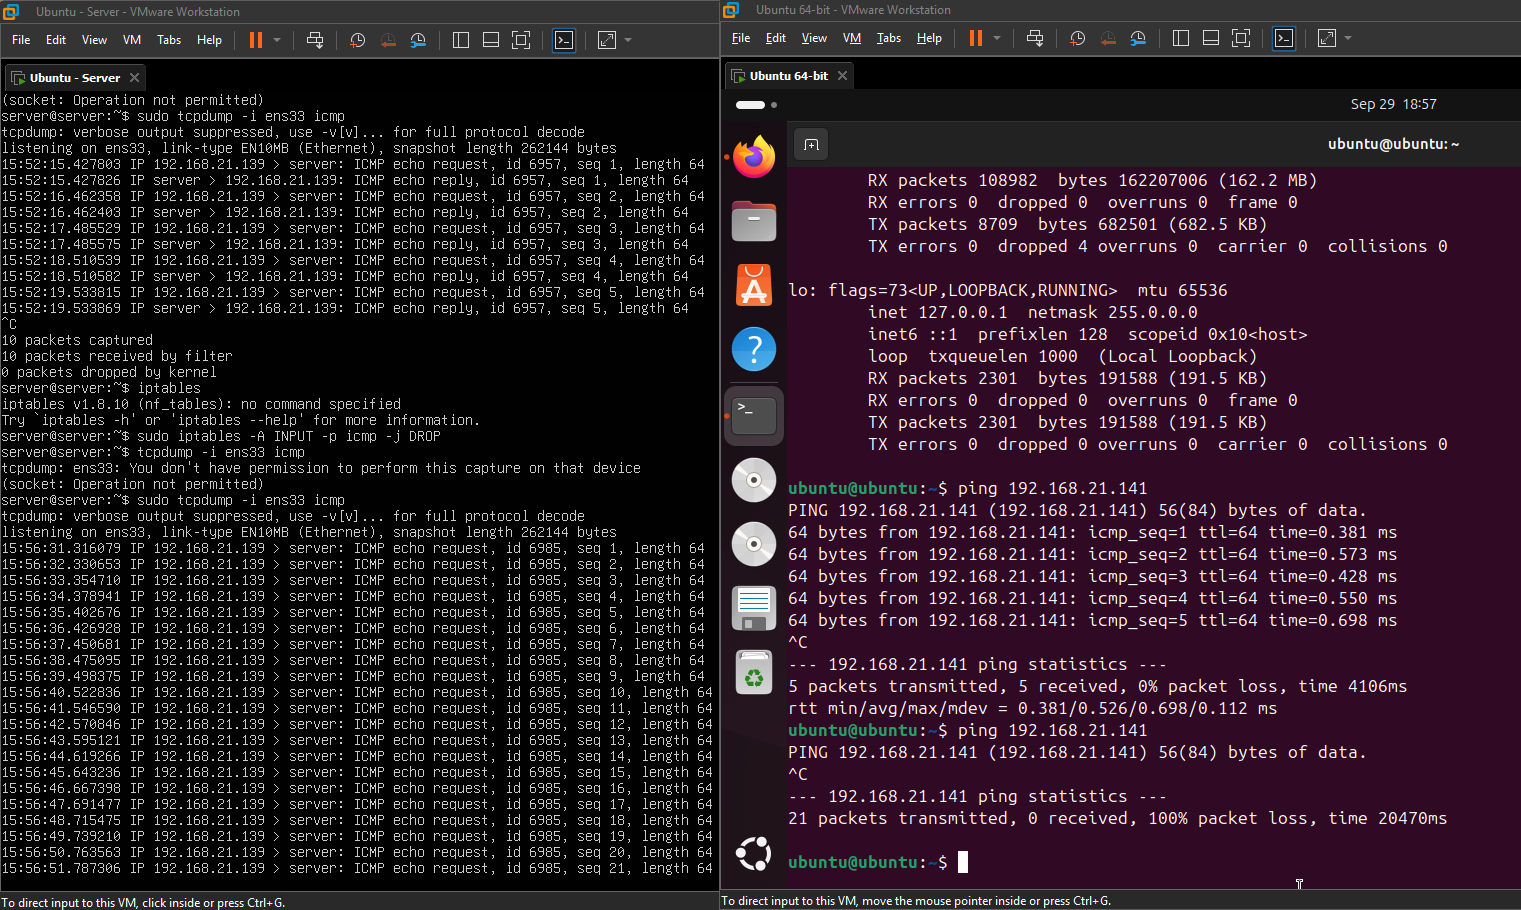 Ubuntu - Server - VMware Workstation
File Edit View VM Tabs Help
Ubuntu - Server
(socket: Operation not permitted)
server@server:~$ sudo tcpdump -i ens33 icmp
tcpdump: verbose output suppressed, use -v[v]... for full protocol decode
listening on ens33, link-type EN10MB (Ethernet), snapshot length 262144 bytes
15:52:15.427803 IP 192.168.21.139 > server: ICMP echo request, id 6957, seq 1, length 64
15:52:15.427826 IP server > 192.168.21.139: ICMP echo reply, id 6957, seq 1, length 64
15:52:16.462358 IP 192.168.21.139 > server: ICMP echo request, id 6957, seq 2, length 64
15:52:16.462403 IP server > 192.168.21.139: ICMP echo reply, id 6957, seq 2, length 64
15:52:17.485529 IP 192.168.21.139 > server: ICMP echo request, id 6957, seq 3, length 64
15:52:17.485575 IP server > 192.168.21.139: ICMP echo reply, id 6957, seq 3, length 64
15:52:18.510539 IP 192.168.21.139 > server: ICMP echo request, id 6957, seq 4, length 64
15:52:18.510582 IP server > 192.168.21.139: ICMP echo reply, id 6957, seq 4, length 64
15:52:19.533815 IP 192.168.21.139 > server: ICMP echo request, id 6957, seq 5, length 64
15:52:19.533869 IP server > 192.168.21.139: ICMP echo reply, id 6957, seq 5, length 64
^C
10 packets captured
10 packets received by filter
0 packets dropped by kernel
server@server:~$ iptables
iptables v1.8.10 (nf_tables): no command specified
Try `iptables -h' or 'iptables --help' for more information.
server@server:~$ sudo iptables -A INPUT -p icmp -j DROP
server@server:~$ tcpdump -i ens33 icmp
tcpdump: ens33: You don't have permission to perform this capture on that device
(socket: Operation not permitted)
server@server:~$ sudo tcpdump -i ens33 icmp
tcpdump: verbose output suppressed, use -v[v]... for full protocol decode
listening on ens33, link-type EN10MB (Ethernet), snapshot length 262144 bytes
15:56:31.316079 IP 192.168.21.139 > server: ICMP echo request, id 6985, seq 1, length 64
15:56:32.330653 IP 192.168.21.139 > server: ICMP echo request, id 6985, seq 2, length 64
15:56:33.354710 IP 192.168.21.139 > server: ICMP echo request, id 6985, seq 3, length 64
15:56:34.378941 IP 192.168.21.139 > server: ICMP echo request, id 6985, seq 4, length 64
15:56:35.402676 IP 192.168.21.139 > server: ICMP echo request, id 6985, seq 5, length 64
15:56:36.426928 IP 192.168.21.139 > server: ICMP echo request, id 6985, seq 6, length 64
15:56:37.450681 IP 192.168.21.139 > server: ICMP echo request, id 6985, seq 7, length 64
15:56:38.475095 IP 192.168.21.139 > server: ICMP echo request, id 6985, seq 8, length 64
15:56:39.498375 IP 192.168.21.139 > server: ICMP echo request, id 6985, seq 9, length 64
15:56:40.522836 IP 192.168.21.139 > server: ICMP echo request, id 6985, seq 10, length 64
15:56:41.546590 IP 192.168.21.139 > server: ICMP echo request, id 6985, seq 11, length 64
15:56:42.570846 IP 192.168.21.139 > server: ICMP echo request, id 6985, seq 12, length 64
15:56:43.595121 IP 192.168.21.139 > server: ICMP echo request, id 6985, seq 13, length 64
15:56:44.619266 IP 192.168.21.139 > server: ICMP echo request, id 6985, seq 14, length 64
15:56:45.643236 IP 192.168.21.139 > server: ICMP echo request, id 6985, seq 15, length 64
15:56:46.667398 IP 192.168.21.139 > server: ICMP echo request, id 6985, seq 16, length 64
15:56:47.691477 IP 192.168.21.139 > server: ICMP echo request, id 6985, seq 17, length 64
15:56:48.715475 IP 192.168.21.139 > server: ICMP echo request, id 6985, seq 18, length 64
15:56:49.739210 IP 192.168.21.139 > server: ICMP echo request, id 6985, seq 19, length 64
15:56:50.763563 IP 192.168.21.139 > server: ICMP echo request, id 6985, seq 20, length 64
15:56:51.787306 IP 192.168.21.139 > server: ICMP echo request, id 6985, seq 21, length 64
To direct input to this VM, click inside or press Ctrl+G.
Ubuntu 64-bit - VMware Workstation
File Edit View VM Tabs Help
Ubuntu 64-bit
Sep 29 18:57
ubuntu@ubuntu: ~
RX packets 108982 bytes 162207006 (162.2 MB)
RX errors 0 dropped 0 overruns 0 frame 0
TX packets 8709 bytes 682501 (682.5 KB)
TX errors 0 dropped 4 overruns 0 carrier 0 collisions 0
lo: flags=73<UP,LOOPBACK,RUNNING> mtu 65536
inet 127.0.0.1 netmask 255.0.0.0
inet6 ::1 prefixlen 128 scopeid 0x10<host>
loop txqueuelen 1000 (Local Loopback)
RX packets 2301 bytes 191588 (191.5 KB)
RX errors 0 dropped 0 overruns 0 frame 0
TX packets 2301 bytes 191588 (191.5 KB)
TX errors 0 dropped 0 overruns 0 carrier 0 collisions 0
ubuntu@ubuntu:~$ ping 192.168.21.141
PING 192.168.21.141 (192.168.21.141) 56(84) bytes of data.
64 bytes from 192.168.21.141: icmp_seq=1 ttl=64 time=0.381 ms
64 bytes from 192.168.21.141: icmp_seq=2 ttl=64 time=0.573 ms
64 bytes from 192.168.21.141: icmp_seq=3 ttl=64 time=0.428 ms
64 bytes from 192.168.21.141: icmp_seq=4 ttl=64 time=0.550 ms
64 bytes from 192.168.21.141: icmp_seq=5 ttl=64 time=0.698 ms
^C
--- 192.168.21.141 ping statistics ---
5 packets transmitted, 5 received, 0% packet loss, time 4106ms
rtt min/avg/max/mdev = 0.381/0.526/0.698/0.112 ms
ubuntu@ubuntu:~$ ping 192.168.21.141
PING 192.168.21.141 (192.168.21.141) 56(84) bytes of data.
^C
--- 192.168.21.141 ping statistics ---
21 packets transmitted, 0 received, 100% packet loss, time 20470ms
ubuntu@ubuntu:~$
To direct input to this VM, move the mouse pointer inside or press Ctrl+G.